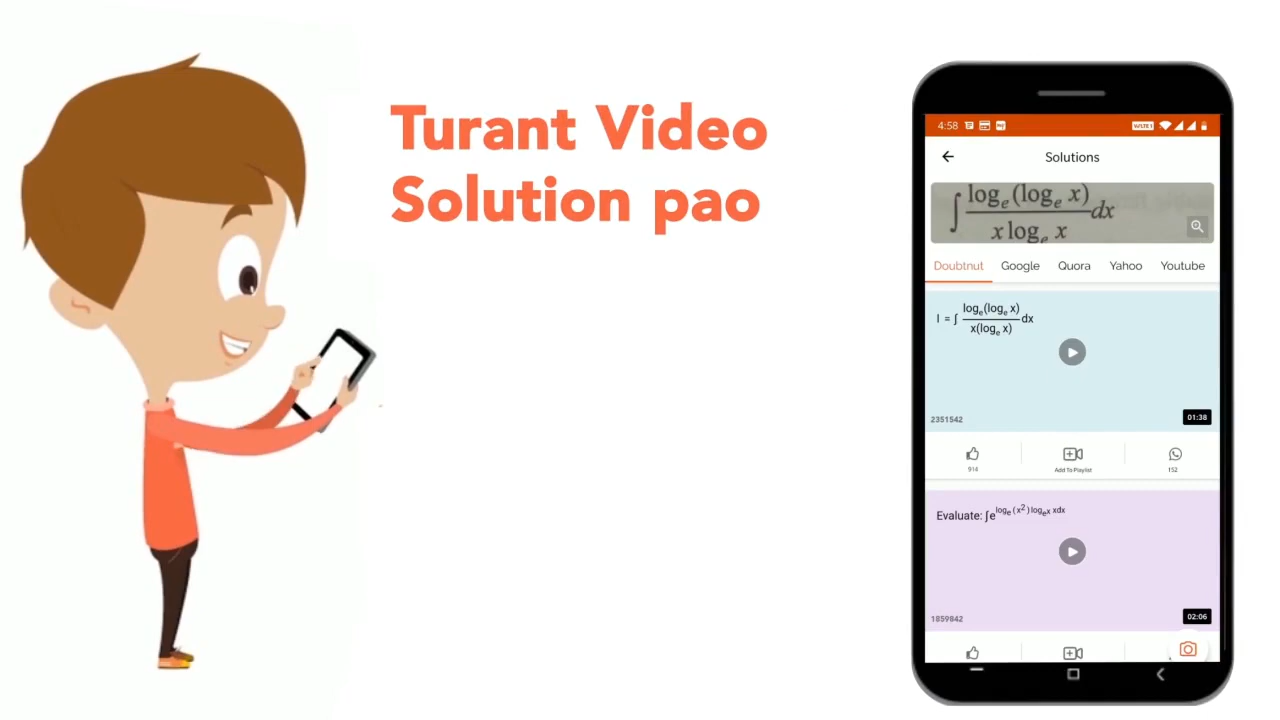 Turant Video
Solution pao
4:58
VoLTE1
Solutions
∫ logₑ(logₑ x) / x logₑ x dx
Doubtnut Google Quora Yahoo Youtube
I = ∫ logₑ(logₑ x) / x(logₑ x) dx
2351542 01:38
914 Add To Playlist 152
Evaluate: ∫e^logₑ(x²)logₑx xdx
1859842 02:06